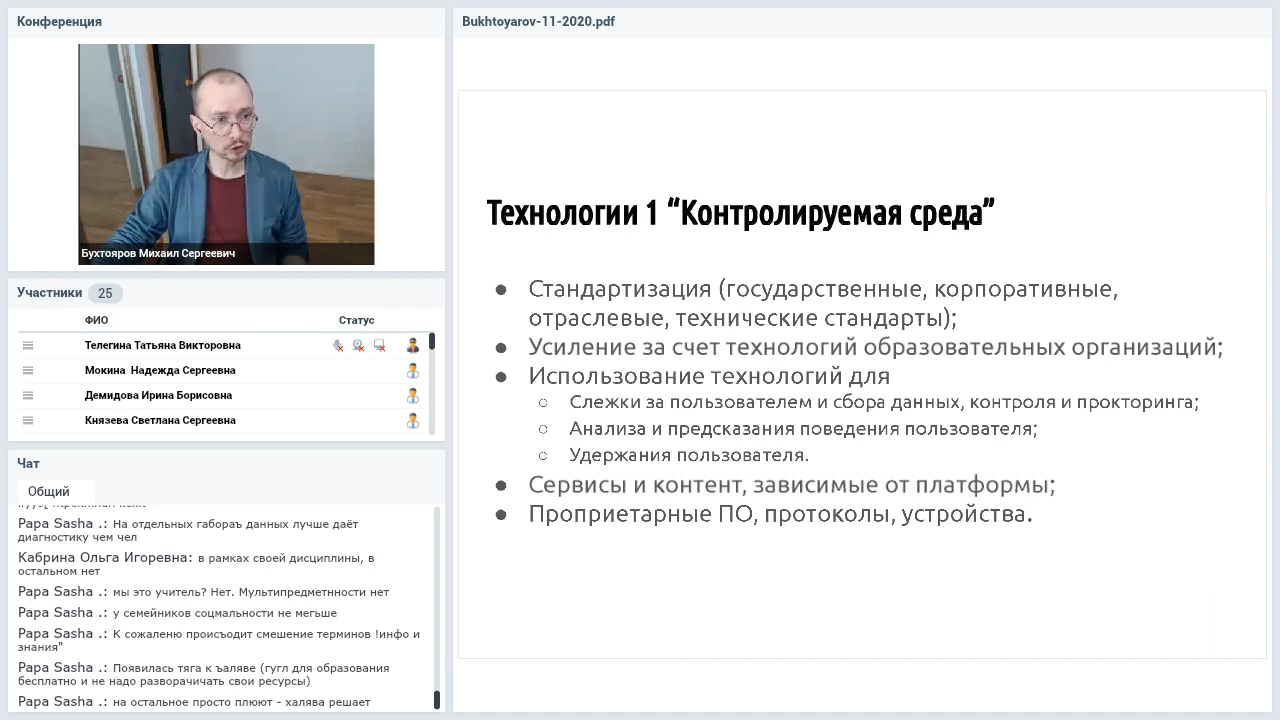 Конференция
Бухтояров Михаил Сергеевич
Участники 25
ФИО Статус
Телегина Татьяна Викторовна
Мокина Надежда Сергеевна
Демидова Ирина Борисовна
Князева Светлана Сергеевна
Чат
Общий
Papa Sasha .: На отдельных габораъ данных лучше даёт
диагностику чем чел
Кабрина Ольга Игоревна: в рамках своей дисциплины, в
остальном нет
Papa Sasha .: мы это учитель? Нет. Мультипредметнности нет
Papa Sasha .: у семейников соцмальности не мегьше
Papa Sasha .: К сожаленю происъодит смешение терминов !инфо и
знания"
Papa Sasha .: Появилась тяга к ъаляве (гугл для образования
бесплатно и не надо разворачичать свои ресурсы)
Papa Sasha .: на остальное просто плюют - халява решает
Bukhtoyarov-11-2020.pdf
Технологии 1 “Контролируемая среда”
● Стандартизация (государственные, корпоративные,
отраслевые, технические стандарты);
● Усиление за счет технологий образовательных организаций;
● Использование технологий для
○ Слежки за пользователем и сбора данных, контроля и прокторинга;
○ Анализа и предсказания поведения пользователя;
○ Удержания пользователя.
● Сервисы и контент, зависимые от платформы;
● Проприетарные ПО, протоколы, устройства.